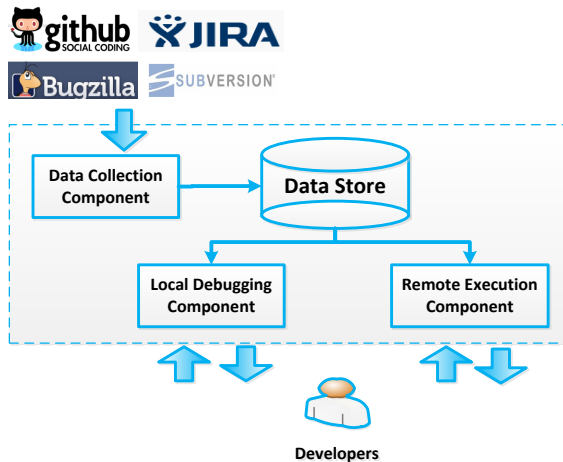 github
SOCIAL CODING
JIRA
Bugzilla
SUBVERSION®
Data Collection
Component
Data Store
Local Debugging
Component
Remote Execution
Component
Developers